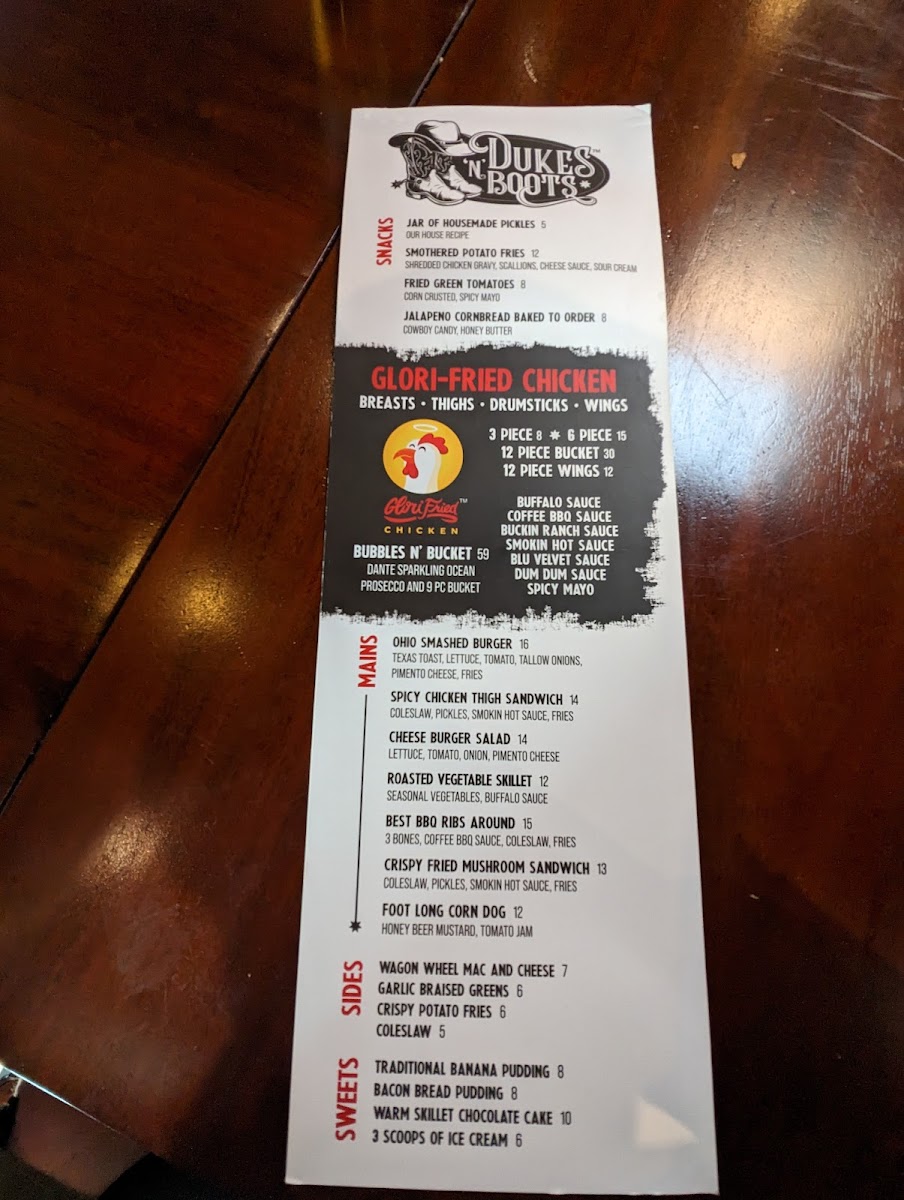 DUKES™
'N' BOOTS
SNACKS
JAR OF HOUSEMADE PICKLES 5
OUR HOUSE RECIPE
SMOTHERED POTATO FRIES 12
SHREDDED CHICKEN GRAVY, SCALLIONS, CHEESE SAUCE, SOUR CREAM
FRIED GREEN TOMATOES 8
CORN CRUSTED, SPICY MAYO
JALAPENO CORNBREAD BAKED TO ORDER 8
COWBOY CANDY, HONEY BUTTER
GLORI-FRIED CHICKEN
BREASTS • THIGHS • DRUMSTICKS • WINGS
3 PIECE 8 * 6 PIECE 15
12 PIECE BUCKET 30
12 PIECE WINGS 12
Glori Fried™
CHICKEN
BUBBLES N' BUCKET 59
DANTE SPARKLING OCEAN
PROSECCO AND 9 PC BUCKET
BUFFALO SAUCE
COFFEE BBQ SAUCE
BUCKIN RANCH SAUCE
SMOKIN HOT SAUCE
BLU VELVET SAUCE
DUM DUM SAUCE
SPICY MAYO
MAINS
OHIO SMASHED BURGER 16
TEXAS TOAST, LETTUCE, TOMATO, TALLOW ONIONS,
PIMENTO CHEESE, FRIES
SPICY CHICKEN THIGH SANDWICH 14
COLESLAW, PICKLES, SMOKIN HOT SAUCE, FRIES
CHEESE BURGER SALAD 14
LETTUCE, TOMATO, ONION, PIMENTO CHEESE
ROASTED VEGETABLE SKILLET 12
SEASONAL VEGETABLES, BUFFALO SAUCE
BEST BBQ RIBS AROUND 15
3 BONES, COFFEE BBQ SAUCE, COLESLAW, FRIES
CRISPY FRIED MUSHROOM SANDWICH 13
COLESLAW, PICKLES, SMOKIN HOT SAUCE, FRIES
FOOT LONG CORN DOG 12
HONEY BEER MUSTARD, TOMATO JAM
SIDES
WAGON WHEEL MAC AND CHEESE 7
GARLIC BRAISED GREENS 6
CRISPY POTATO FRIES 6
COLESLAW 5
SWEETS
TRADITIONAL BANANA PUDDING 8
BACON BREAD PUDDING 8
WARM SKILLET CHOCOLATE CAKE 10
3 SCOOPS OF ICE CREAM 6